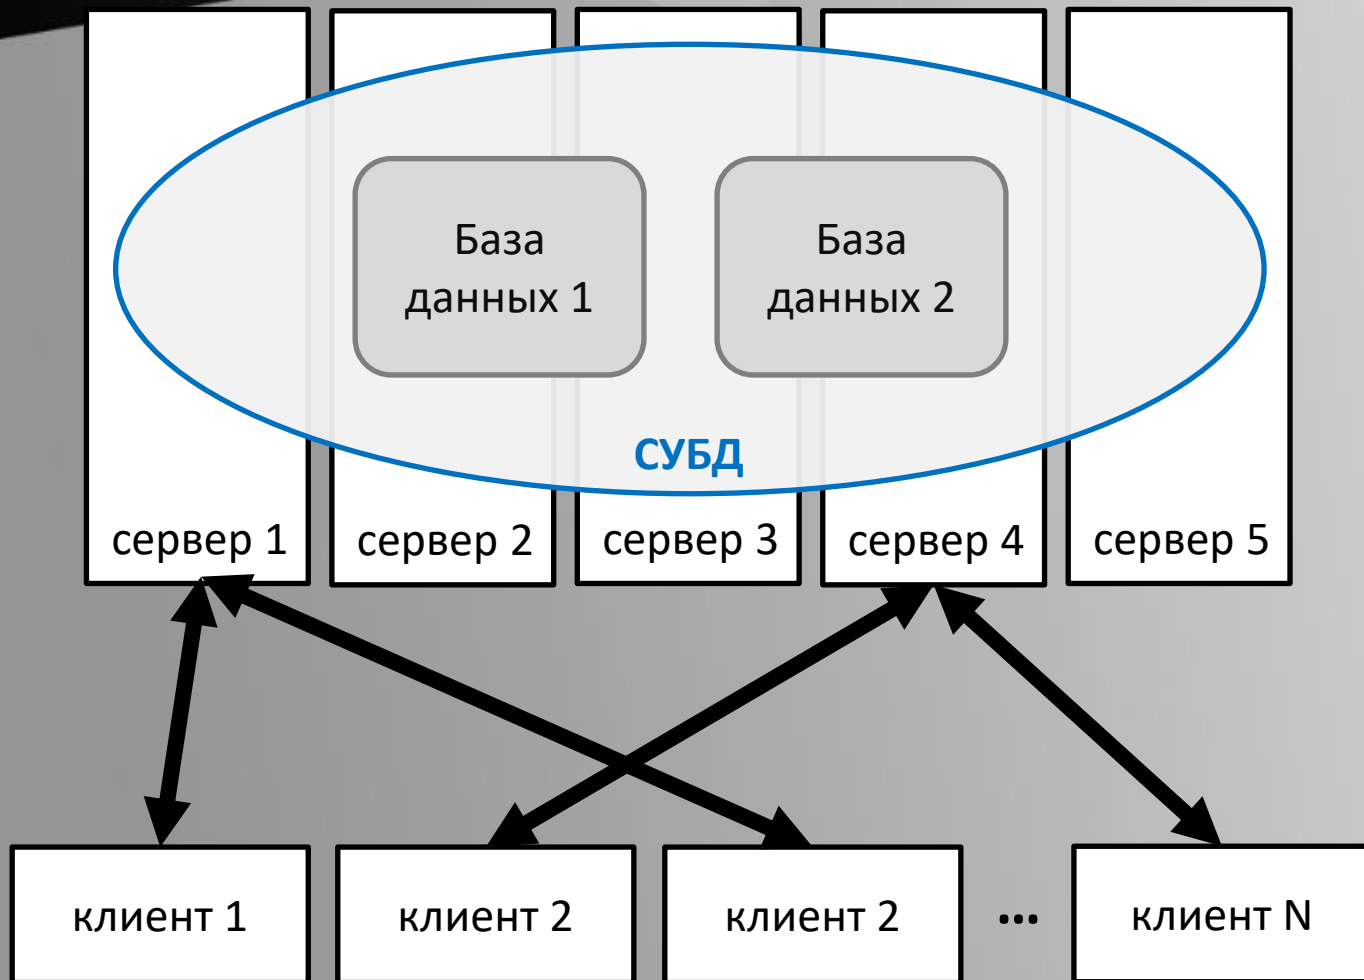 База
данных 1
База
данных 2
СУБД
сервер 1
сервер 2
сервер 3
сервер 4
сервер 5
клиент 1
клиент 2
клиент 2
...
клиент N